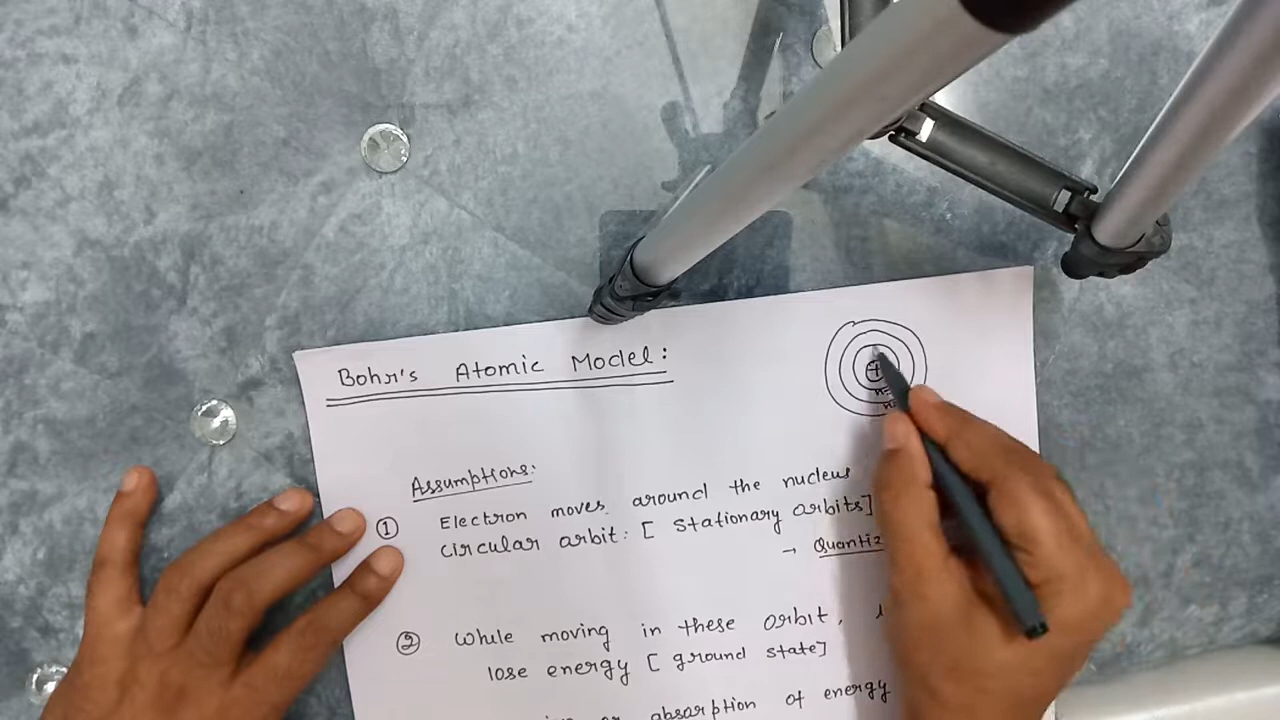 Bohr's Atomic Model:
+
n=
n=
Assumptions:
① Electron moves around the nucleus
circular orbit: [ stationary orbits]
→
② While moving in these orbit,
lose energy [ ground state]
absorption of energy